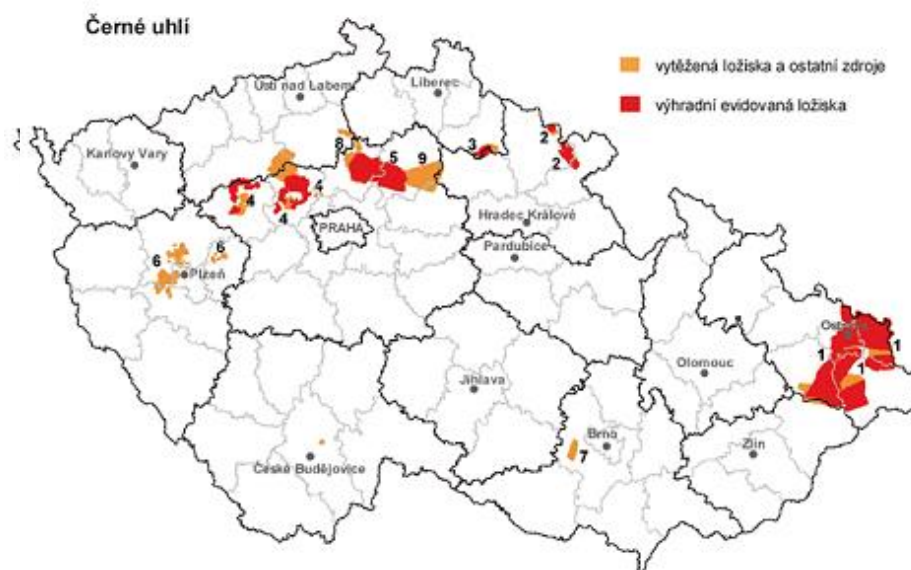 Černé uhlí
vytěžená ložiska a ostatní zdroje
výhradní evidovaná ložiska
Ústí nad Labem
Liberec
Karlovy Vary
8
5
9
3
2
2
4
4
4
PRAHA
Hradec Králové
Pardubice
6
6
Plzeň
Ostrava
1
1
1
Olomouc
Jihlava
Brno
7
Zlín
České Budějovice